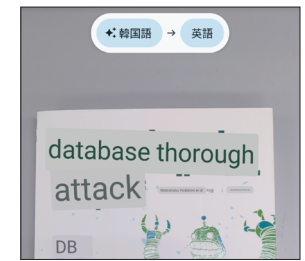 韓国語 → 英語
database thorough
attack
DB